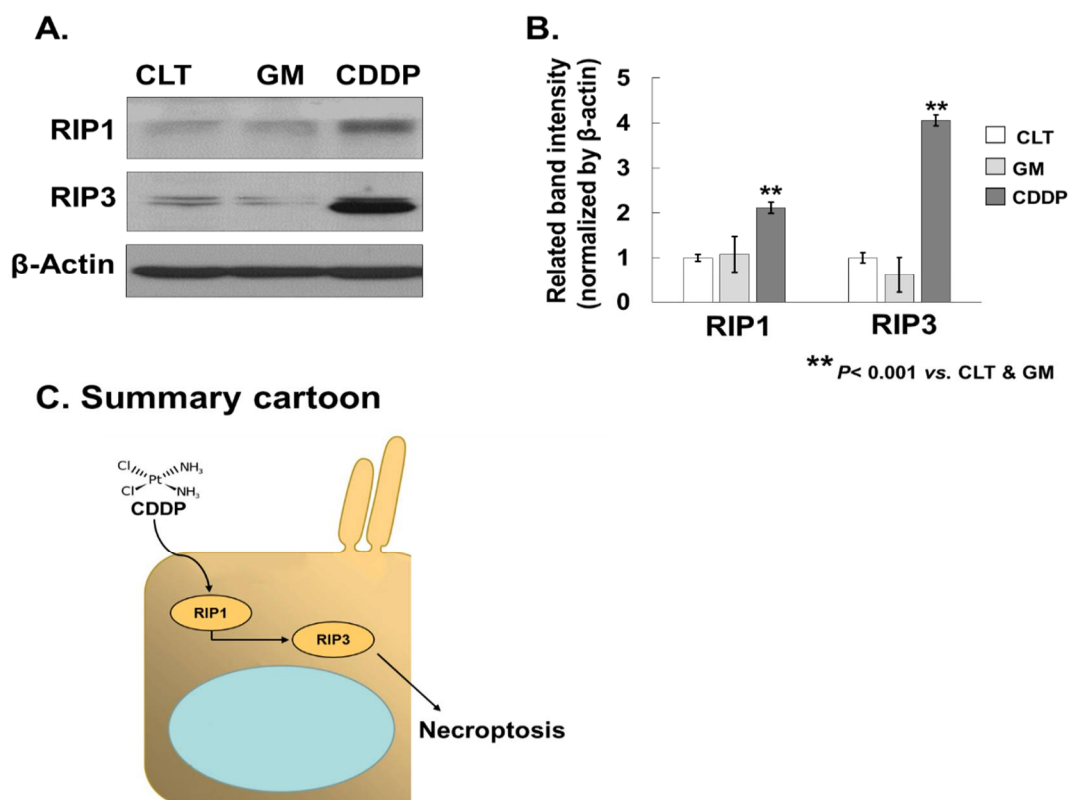 A.
CLT GM CDDP
RIP1
RIP3
β-Actin
B.
Related band intensity
(normalized by β-actin)
5
4
3
2
1
0
**
**
RIP1 RIP3
CLT
GM
CDDP
** P< 0.001 vs. CLT & GM
C. Summary cartoon
Cl NH3
Pt
Cl NH3
CDDP
RIP1
RIP3
Necroptosis